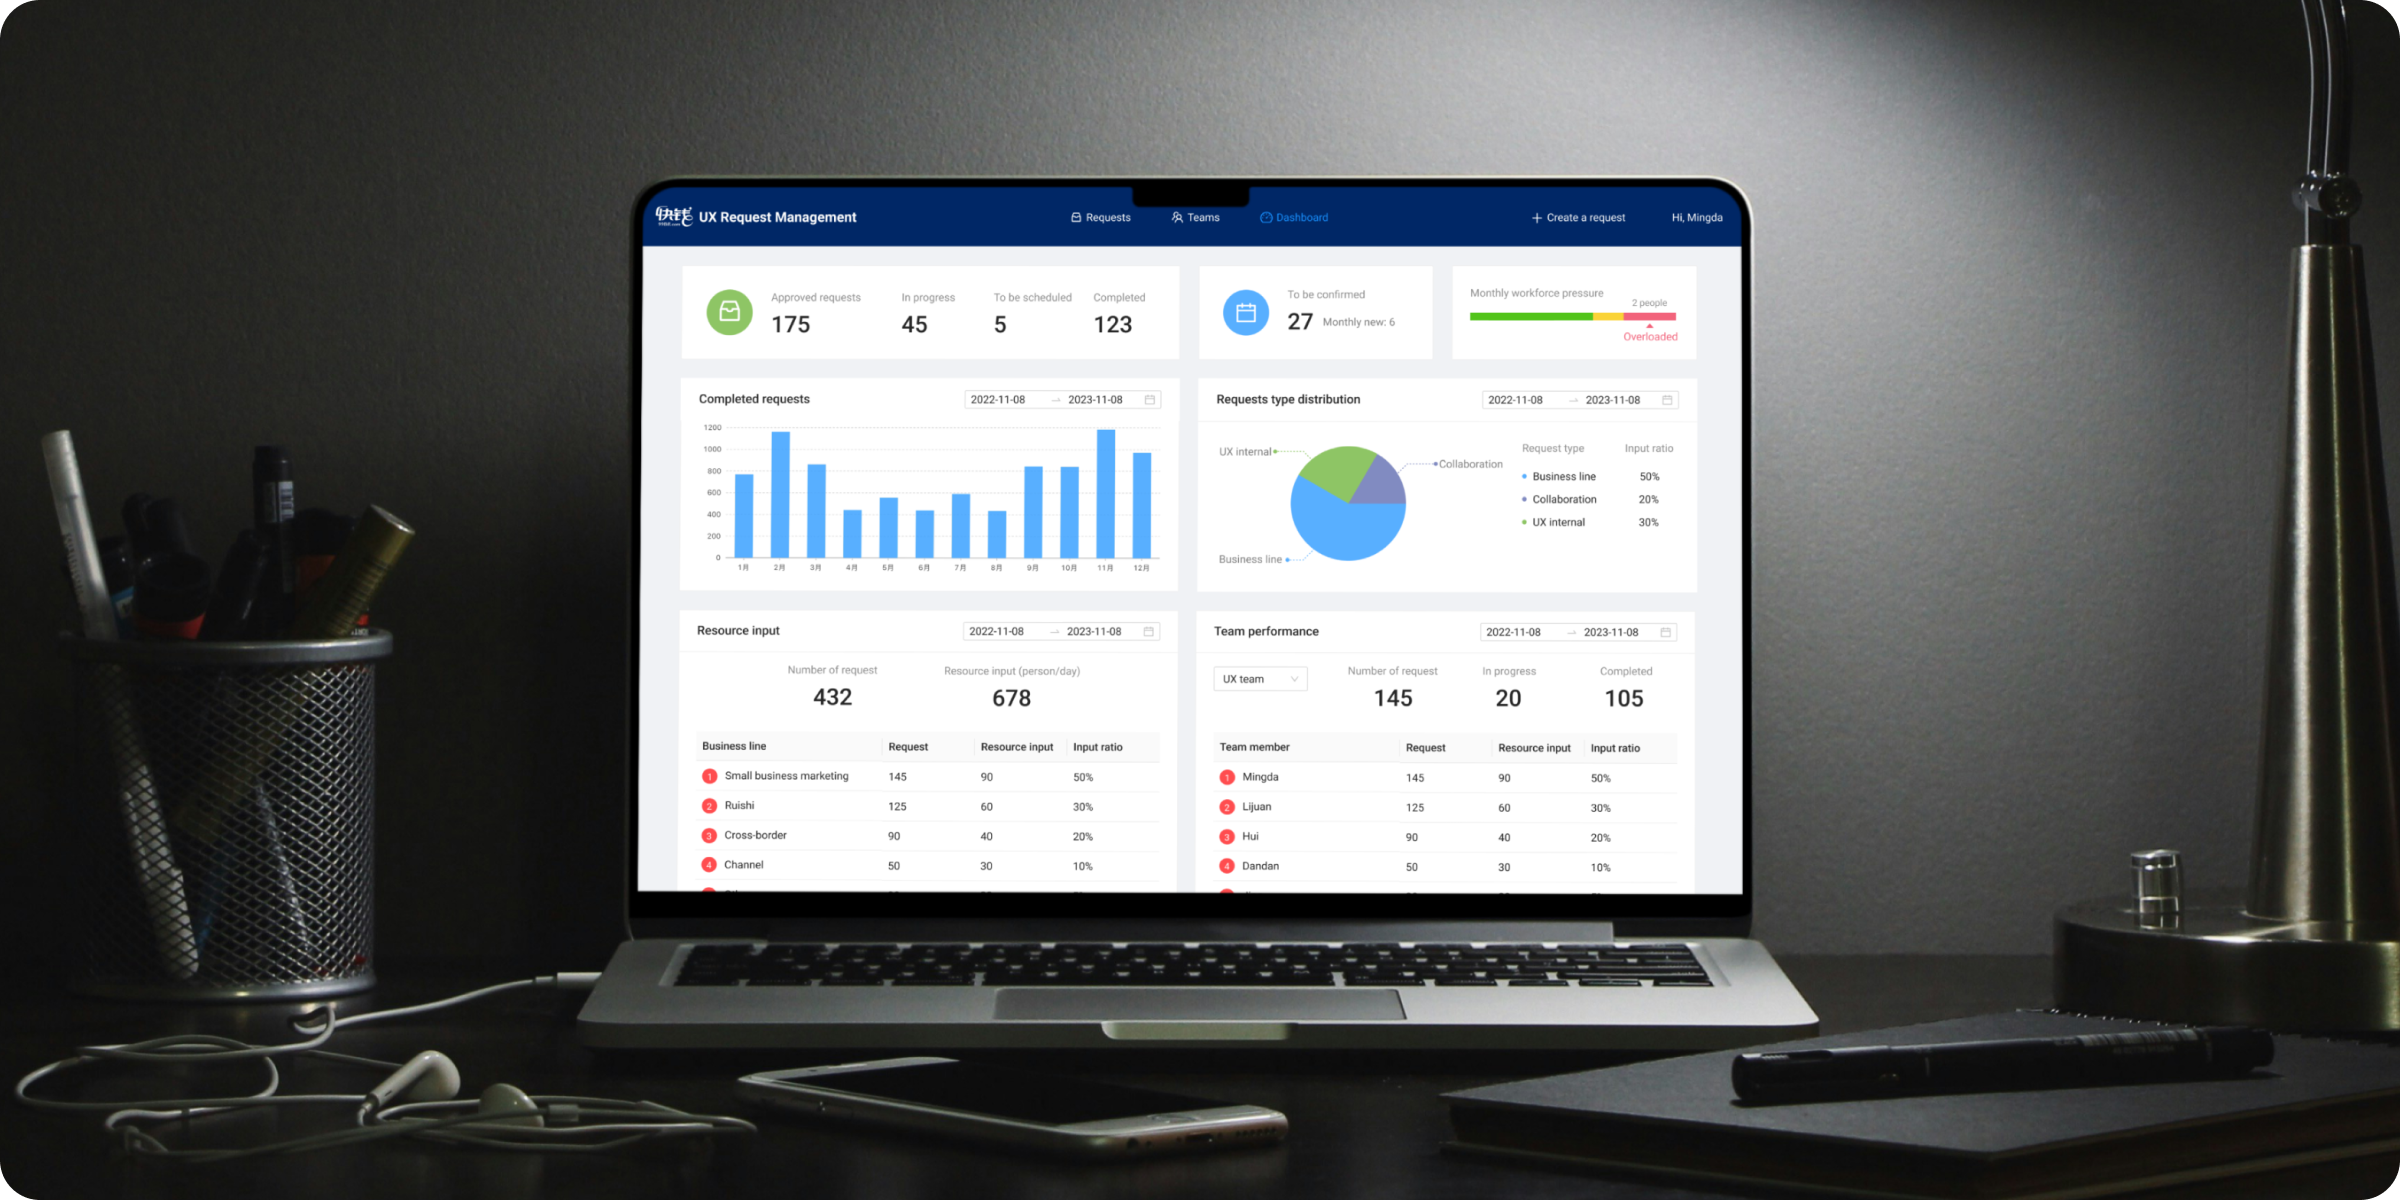 快钱 UX Request Management
Requests
Teams
Dashboard
Create a request
Hi, Mingda
Approved requests
175
In progress
45
To be scheduled
5
Completed
123
To be confirmed
27 Monthly new: 6
Monthly workforce pressure
2 people
Overloaded
Completed requests
2022-11-08 → 2023-11-08
1200
1000
800
600
400
200
0
1月 2月 3月 4月 5月 6月 7月 8月 9月 10月 11月 12月
Requests type distribution
2022-11-08 → 2023-11-08
UX internal
Collaboration
Business line
Request type Input ratio
Business line 50%
Collaboration 20%
UX internal 30%
Resource input
2022-11-08 → 2023-11-08
Number of request
432
Resource input (person/day)
678
Business line Request Resource input Input ratio
1 Small business marketing 145 90 50%
2 Ruishi 125 60 30%
3 Cross-border 90 40 20%
4 Channel 50 30 10%
Team performance
2022-11-08 → 2023-11-08
UX team
Number of request
145
In progress
20
Completed
105
Team member Request Resource input Input ratio
1 Mingda 145 90 50%
2 Lijuan 125 60 30%
3 Hui 90 40 20%
4 Dandan 50 30 10%